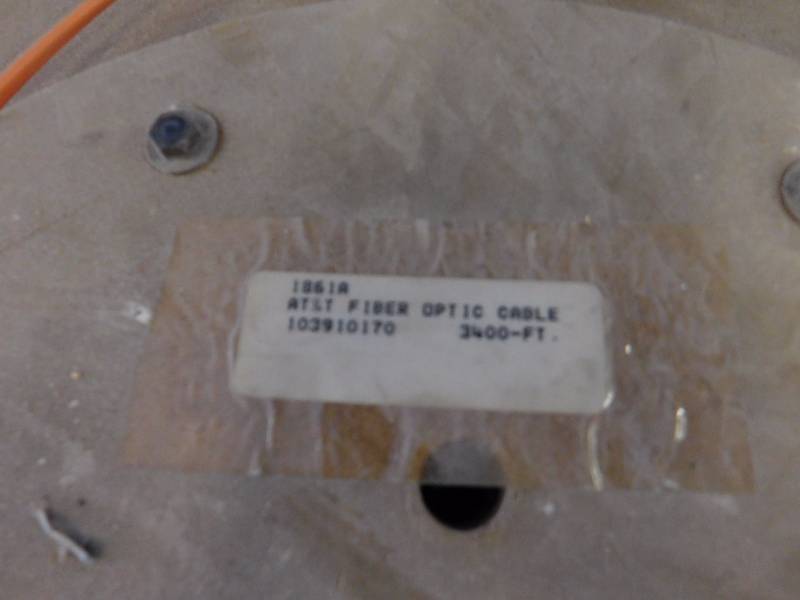 1861A
AT&T FIBER OPTIC CABLE
103910170 3400-FT.